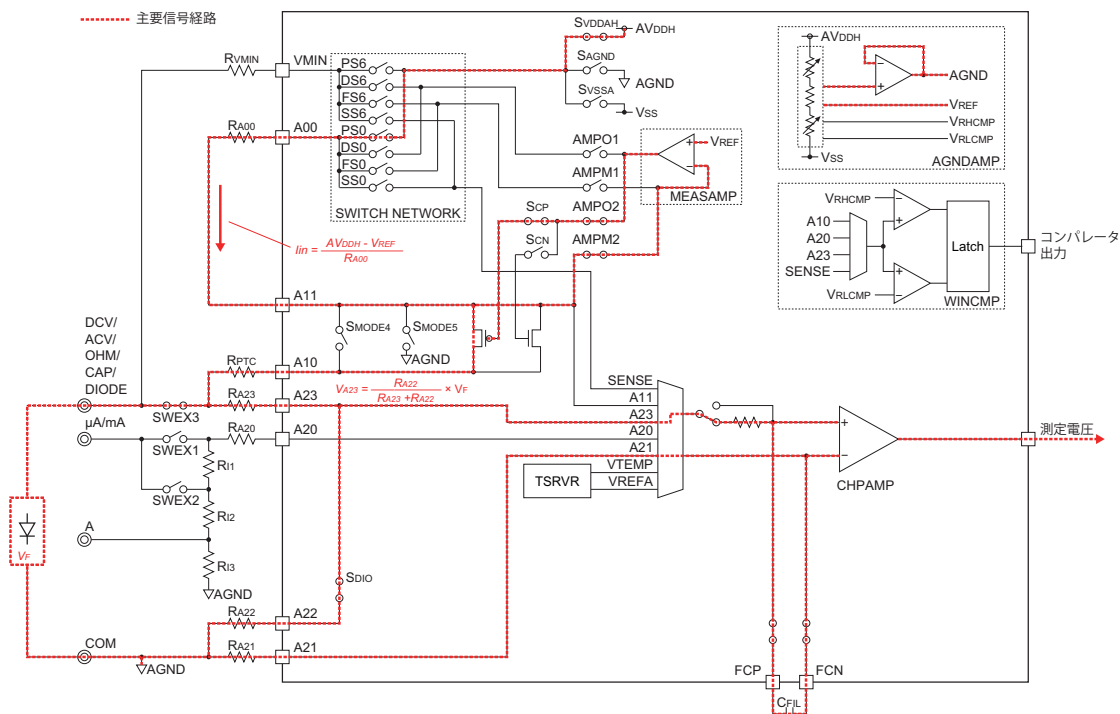 主要信号経路
RVMIN
VMIN
PS6
DS6
FS6
SS6
RA00
A00
PS0
DS0
FS0
SS0
SWITCH NETWORK
SVDDAH
AVDDH
SAGND
AGND
SVSSA
VSS
AMPO1
AMPM1
AMPO2
AMPM2
VREF
MEASAMP
SCP
SCN
AVDDH
AGND
VREF
VRHCMP
VRLCMP
VSS
AGNDAMP
VRHCMP
A10
A20
A23
SENSE
VRLCMP
Latch
WINCMP
コンパレータ
出力
Iin = AVDDH - VREF
RA00
A11
SMODE4
SMODE5
AGND
DCV/
ACV/
OHM/
CAP/
DIODE
RPTC
A10
SWEX3
RA23
A23
VA23 = RA22 × VF
RA23 +RA22
μA/mA
SWEX1
RA20
A20
RI1
SWEX2
RI2
A
RI3
AGND
VF
SDIO
RA22
A22
COM
AGND
RA21
A21
SENSE
A11
A23
A20
A21
VTEMP
VREFA
TSRVR
+
−
CHPAMP
測定電圧
FCP
FCN
CFIL